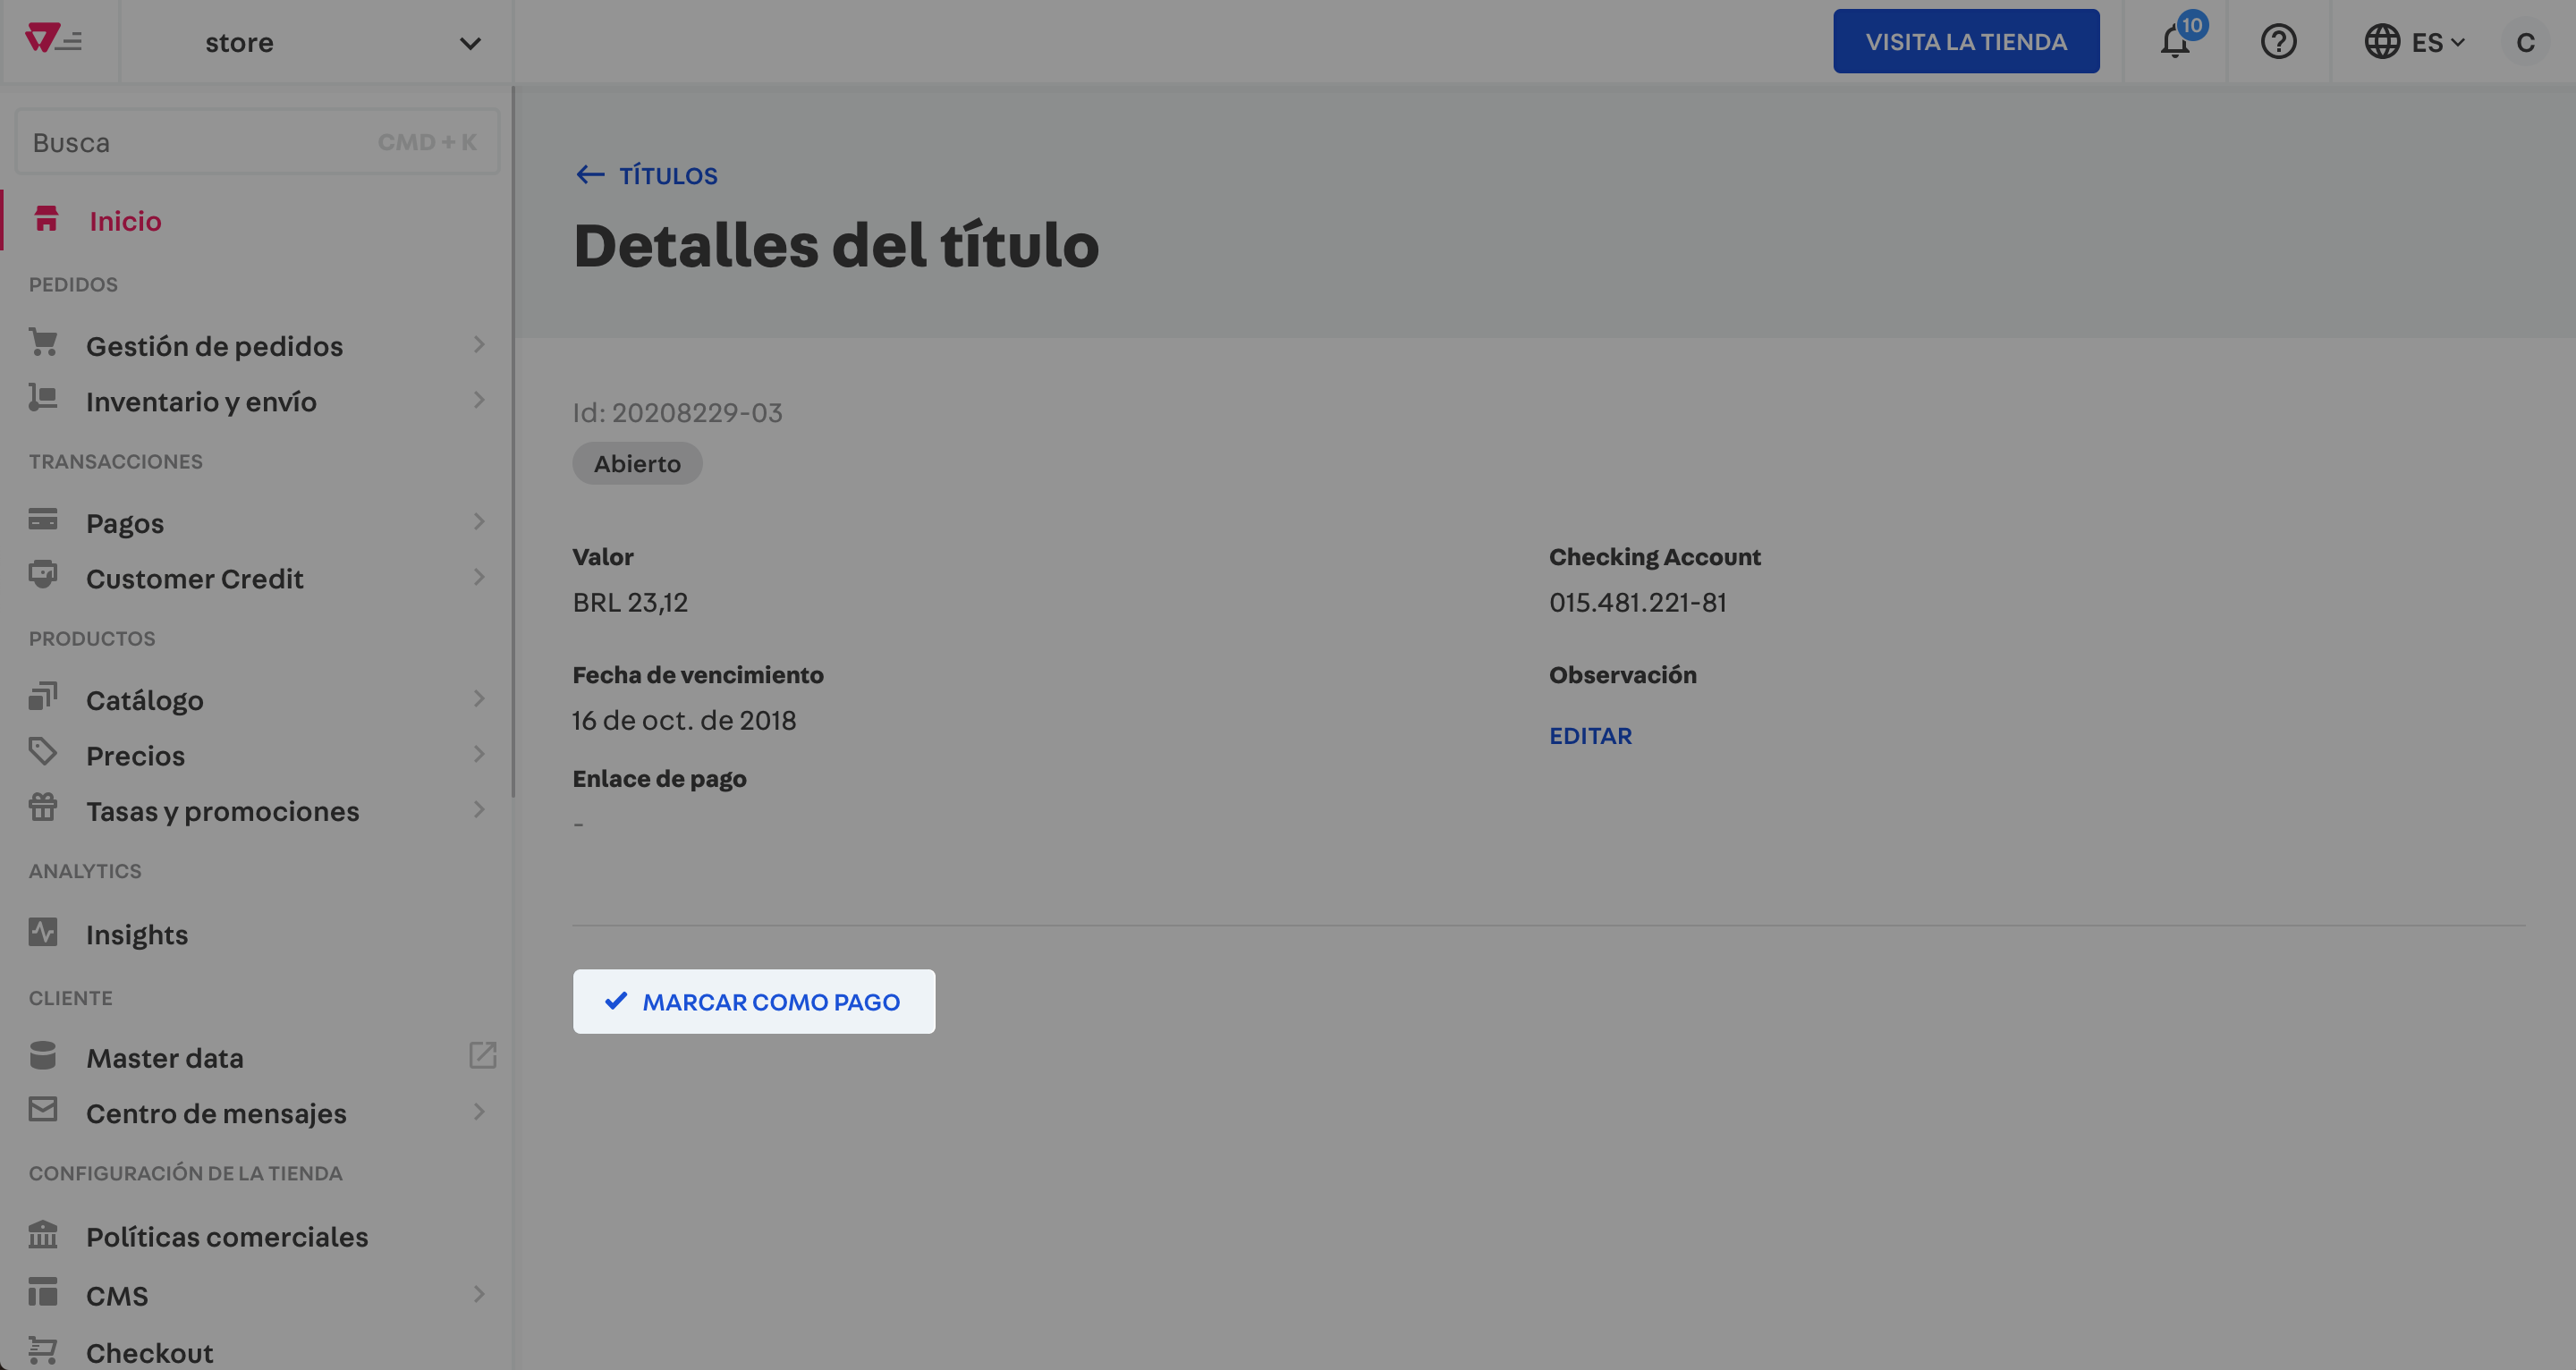 store
VISITA LA TIENDA
10
ES
C
Busca
CMD + K
Inicio
PEDIDOS
Gestión de pedidos
Inventario y envío
TRANSACCIONES
Pagos
Customer Credit
PRODUCTOS
Catálogo
Precios
Tasas y promociones
ANALYTICS
Insights
CLIENTE
Master data
Centro de mensajes
CONFIGURACIÓN DE LA TIENDA
Políticas comerciales
CMS
Checkout
TÍTULOS
Detalles del título
Id: 20208229-03
Abierto
Valor
BRL 23,12
Fecha de vencimiento
16 de oct. de 2018
Enlace de pago
-
Checking Account
015.481.221-81
Observación
EDITAR
MARCAR COMO PAGO